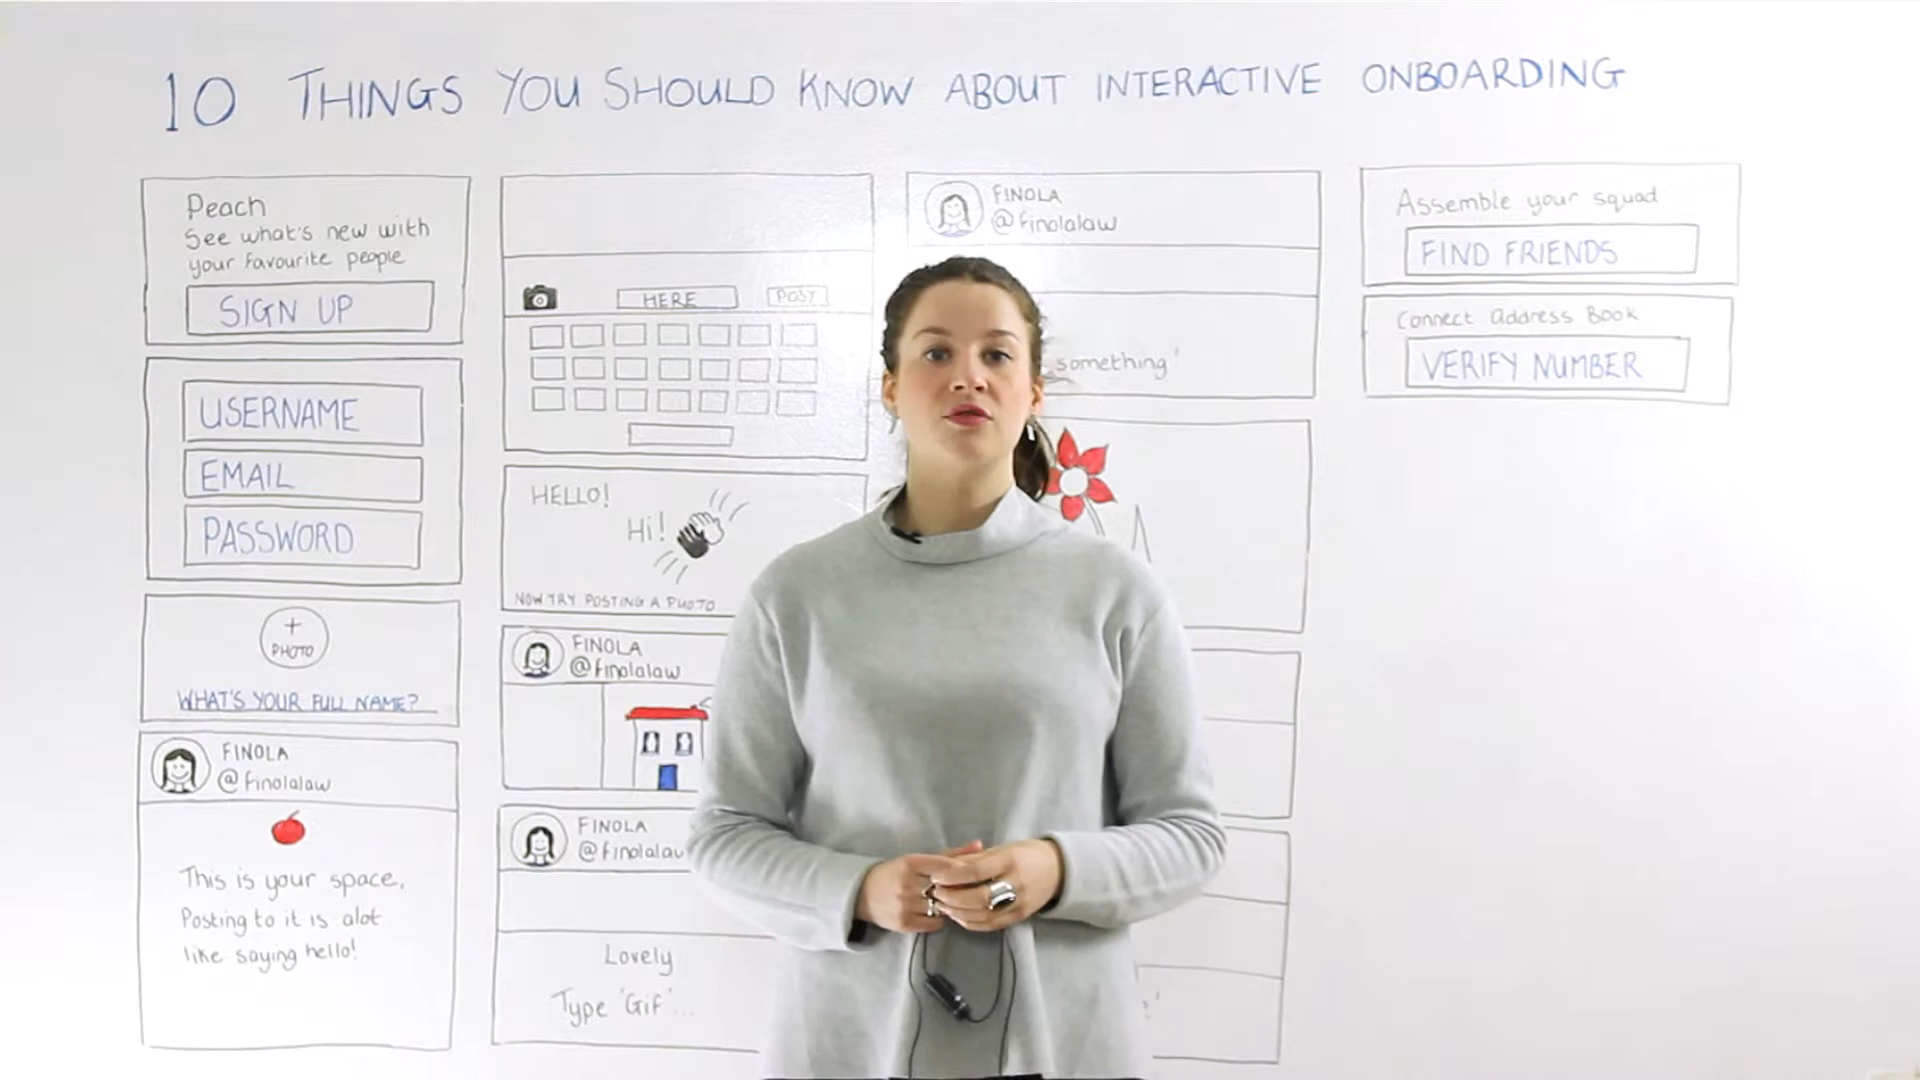 10 THINGS YOU SHOULD KNOW ABOUT INTERACTIVE ONBOARDING
Peach
See what's new with
your favourite people
SIGN UP
USERNAME
EMAIL
PASSWORD
+
PHOTO
WHAT'S YOUR FULL NAME?
FINOLA
@finolalaw
This is your space,
Posting to it is alot
like saying hello!
HERE
POST
HELLO!
Hi!
NOW TRY POSTING A PHOTO
FINOLA
@finolalaw
FINOLA
@finolalaw
Lovely
Type 'Gif'...
FINOLA
@finolalaw
something'
Assemble your squad
FIND FRIENDS
Connect Address Book
VERIFY NUMBER